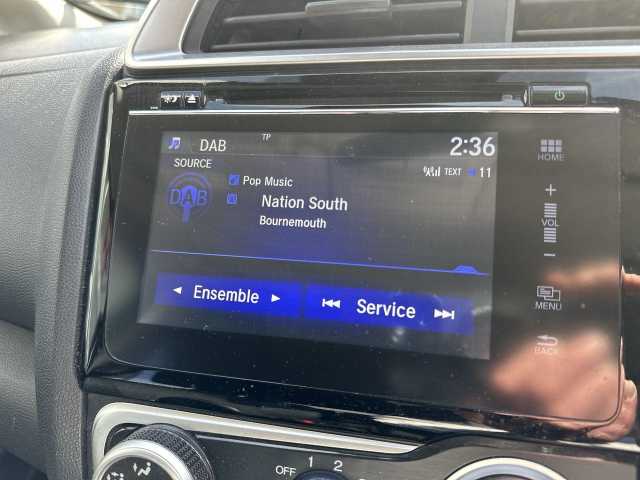 DAB
TP
2:36
SOURCE
TEXT
11
HOME
Pop Music
DAB
Nation South
Bournemouth
VOL
Ensemble
Service
MENU
BACK
OFF 1 2